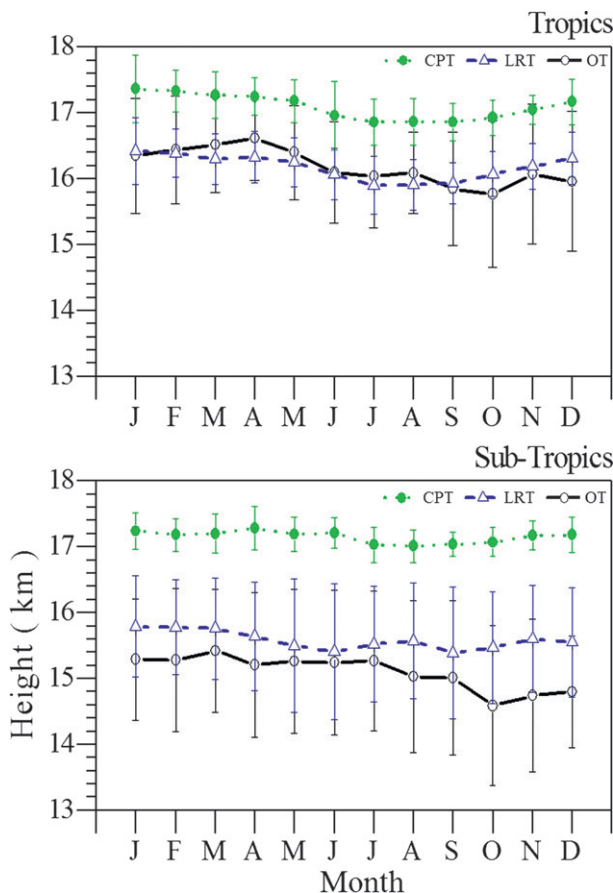 Tropics
CPT LRT OT
18
17
16
15
14
13
J F M A M J J A S O N D
Sub-Tropics
CPT LRT OT
18
17
16
15
14
13
Height ( km )
J F M A M J J A S O N D
Month